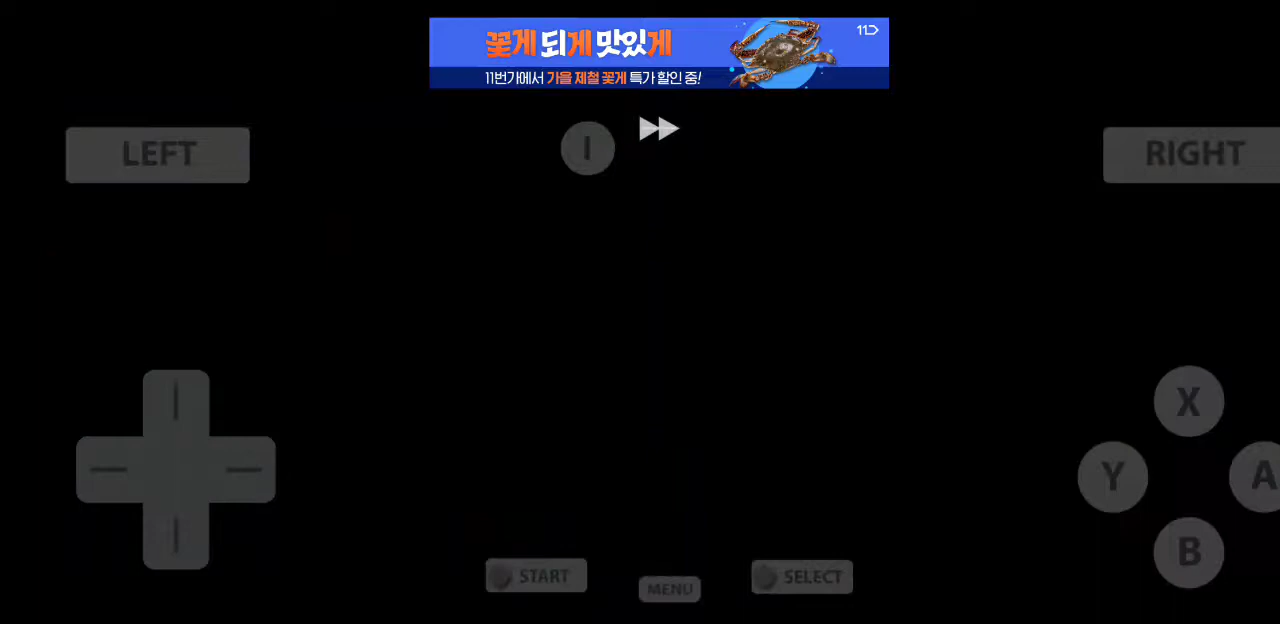 꽃게 되게 맛있게
11번가에서 가을 제철 꽃게 특가 할인 중!
11
LEFT
I
RIGHT
X
Y
A
B
START
SELECT
MENU